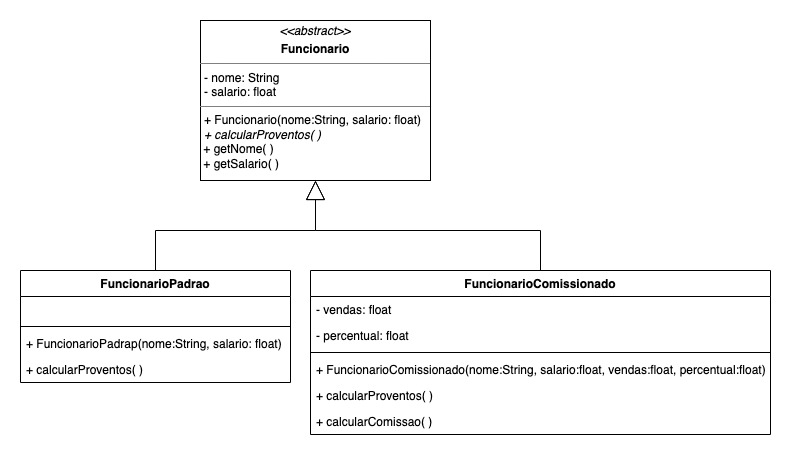 <<abstract>>
Funcionario
- nome: String
- salario: float
+ Funcionario(nome:String, salario: float)
+ calcularProventos( )
+ getNome( )
+ getSalario( )
FuncionarioPadrao
+ FuncionarioPadrap(nome:String, salario: float)
+ calcularProventos( )
FuncionarioComissionado
- vendas: float
- percentual: float
+ FuncionarioComissionado(nome:String, salario:float, vendas:float, percentual:float)
+ calcularProventos( )
+ calcularComissao( )